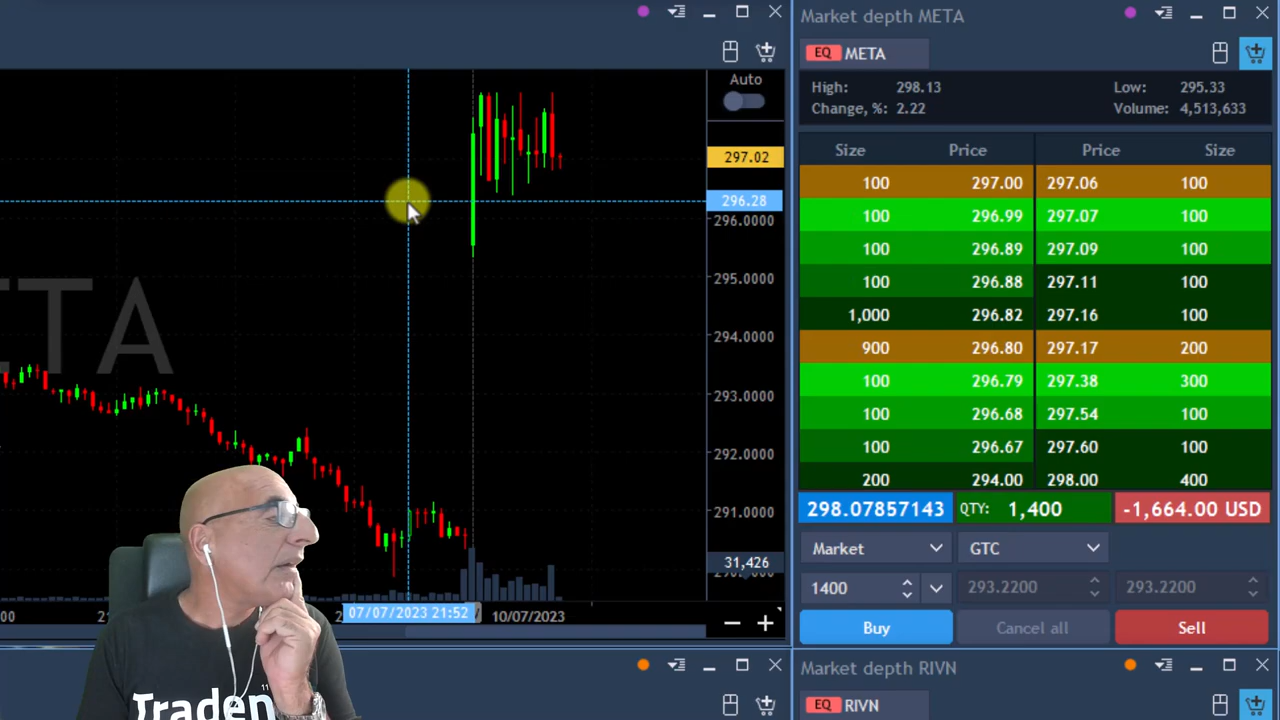 Market depth META
EQ META
Auto
High: 298.13 Low: 295.33
Change, %: 2.22 Volume: 4,513,633
Size Price Price Size
100 297.00 297.06 100
100 296.99 297.07 100
100 296.89 297.09 100
100 296.88 297.11 100
1,000 296.82 297.16 100
900 296.80 297.17 200
100 296.79 297.38 300
100 296.68 297.54 100
100 296.67 297.60 100
200 294.00 298.00 400
298.07857143 QTY: 1,400 -1,664.00 USD
Market GTC
1400 293.2200 293.2200
Buy Cancel all Sell
297.02
296.28
296.0000
295.0000
294.0000
293.0000
292.0000
291.0000
31,426
ETA
07/07/2023 21:52 10/07/2023
Market depth RIVN
EQ RIVN
Traden